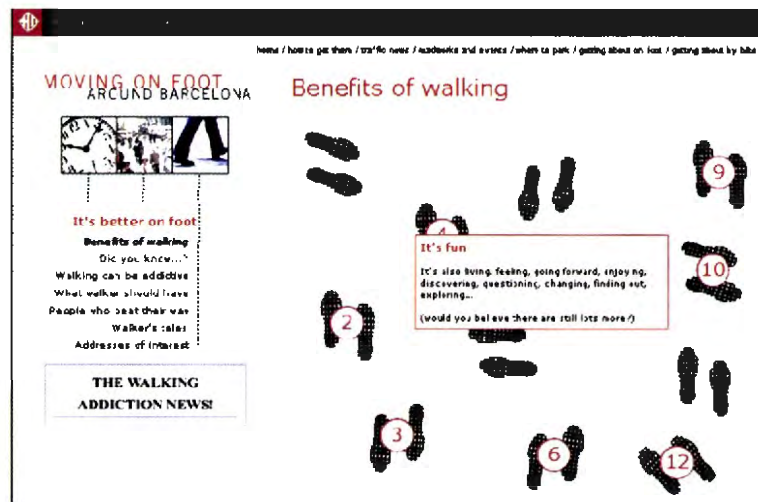 home / how to get there / traffic news / roadworks and events / where to park / getting about on foot / getting about by bike
MOVING ON FOOT
AROUND BARCELONA
Benefits of walking
It's better on foot
Benefits of walking
Did you know...?
Walking can be addictive
What walker should have
People who beat their way
Walker's tales
Addresses of interest
THE WALKING
ADDICTION NEWS!
9
4
It's fun
It's also living, feeling, going forward, enjoying,
discovering, questioning, changing, finding out,
exploring...
(would you believe there are still lots more?)
10
2
3
6
12